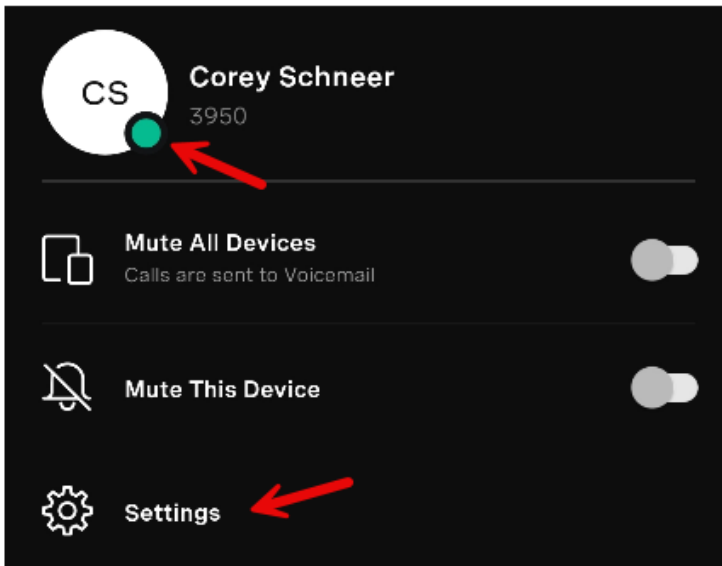 CS
Corey Schneer
3950
Mute All Devices
Calls are sent to Voicemail
Mute This Device
Settings